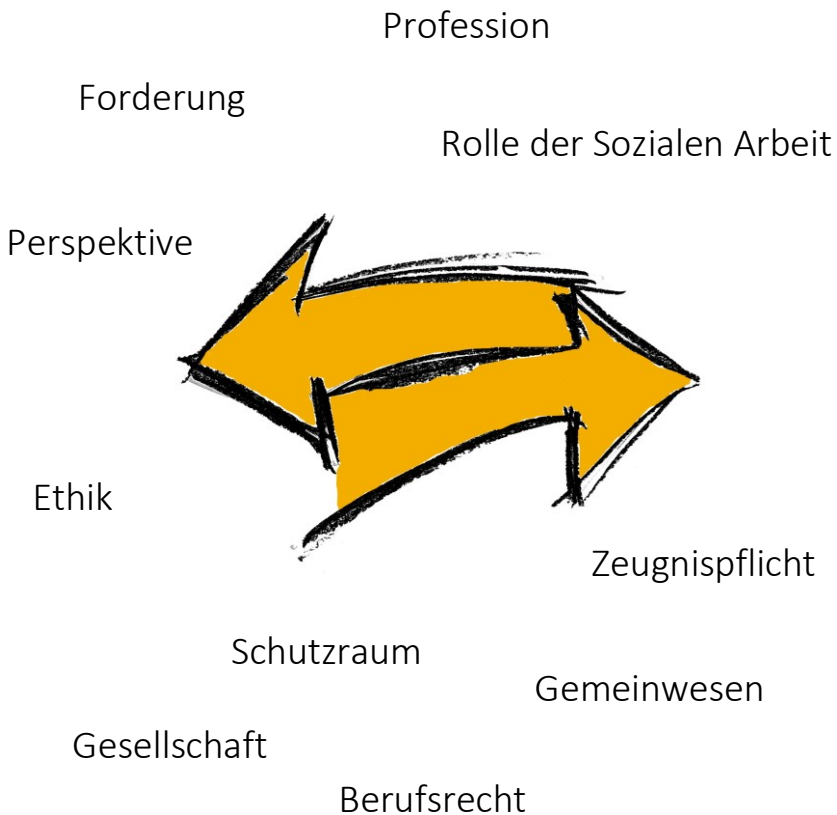 Profession
Forderung
Rolle der Sozialen Arbeit
Perspektive
Ethik
Zeugnispflicht
Schutzraum
Gemeinwesen
Gesellschaft
Berufsrecht